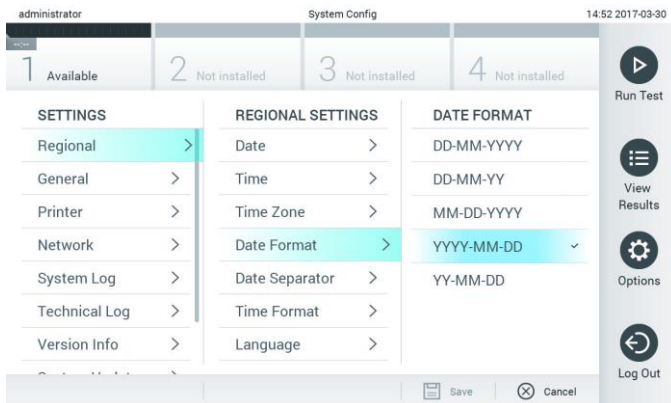 administrator
System Config
14:52 2017-03-30
--:--
1 Available
2 Not installed
3 Not installed
4 Not installed
Run Test
SETTINGS
Regional
General
Printer
Network
System Log
Technical Log
Version Info
REGIONAL SETTINGS
Date
Time
Time Zone
Date Format
Date Separator
Time Format
Language
DATE FORMAT
DD-MM-YYYY
DD-MM-YY
MM-DD-YYYY
YYYY-MM-DD
YY-MM-DD
View
Results
Options
Log Out
Save
Cancel